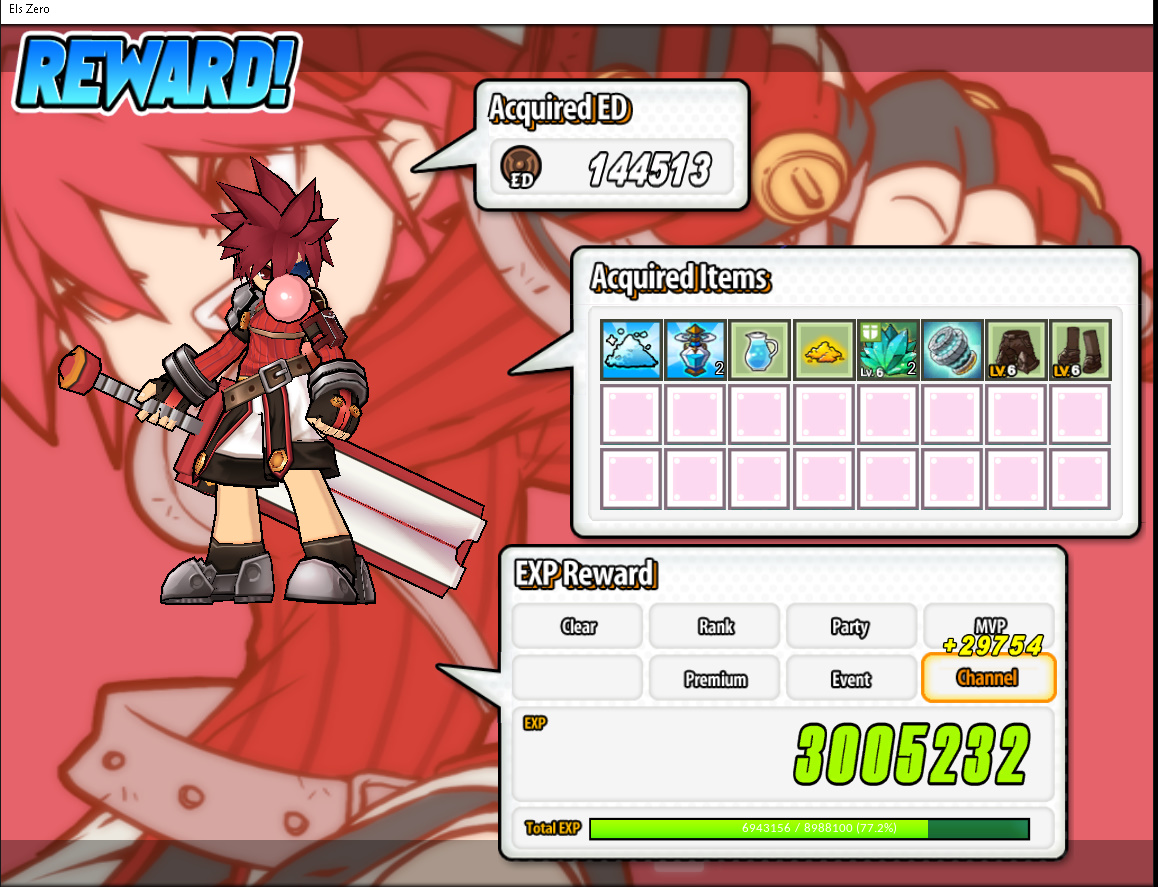 Els Zero
REWARD!
Acquired ED
ED
144513
Acquired Items
2
Lv.6 2
LV.6
LV.6
EXP Reward
Clear Rank Party MVP
+29754
Premium Event Channel
EXP
3005232
Total EXP 6943156 / 8988100 (77.2%)